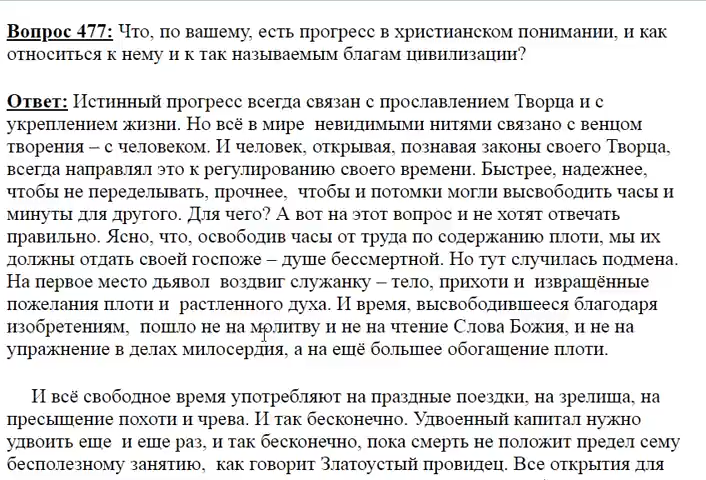 Вопрос 477: Что, по вашему, есть прогресс в христианском понимании, и как
относиться к нему и к так называемым благам цивилизации?
Ответ: Истинный прогресс всегда связан с прославлением Творца и с
укреплением жизни. Но всё в мире невидимыми нитями связано с венцом
творения – с человеком. И человек, открывая, познавая законы своего Творца,
всегда направлял это к регулированию своего времени. Быстрее, надежнее,
чтобы не переделывать, прочнее, чтобы и потомки могли высвободить часы и
минуты для другого. Для чего? А вот на этот вопрос и не хотят отвечать
правильно. Ясно, что, освободив часы от труда по содержанию плоти, мы их
должны отдать своей госпоже – душе бессмертной. Но тут случилась подмена.
На первое место дьявол воздвиг служанку – тело, прихоти и извращённые
пожелания плоти и растленного духа. И время, высвободившееся благодаря
изобретениям, пошло не на молитву и не на чтение Слова Божия, и не на
упражнение в делах милосердия, а на ещё большее обогащение плоти.
И всё свободное время употребляют на праздные поездки, на зрелища, на
пресыщение похоти и чрева. И так бесконечно. Удвоенный капитал нужно
удвоить еще и еще раз, и так бесконечно, пока смерть не положит предел сему
бесполезному занятию, как говорит Златоустый провидец. Все открытия для